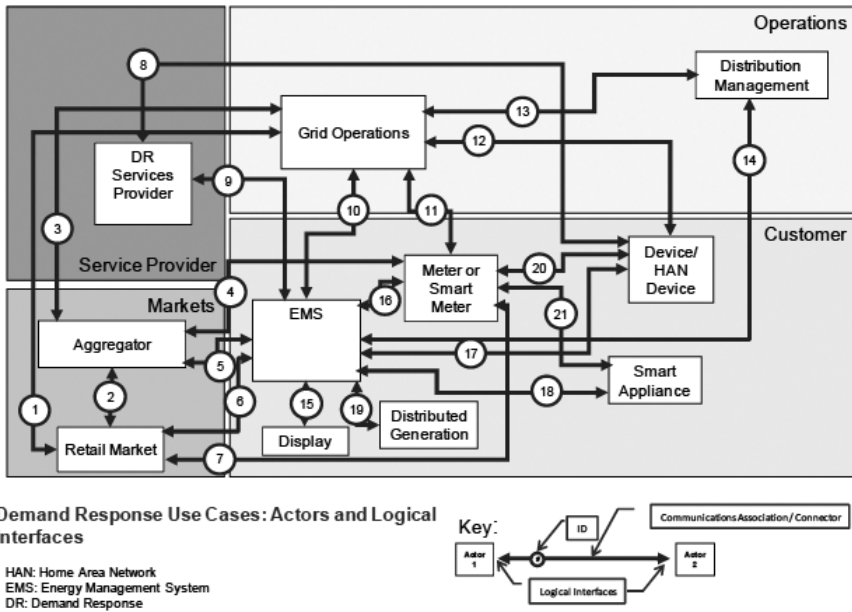 Operations
8
Distribution
Management
13
Grid Operations
12
DR
Services
Provider
14
9
10
11
3
Customer
Service Provider
Device/
HAN
Device
20
Meter or
Smart
Meter
4
Markets
16
EMS
21
Aggregator
17
5
Smart
Appliance
18
6
2
15
19
1
Distributed
Generation
Display
Retail Market
7
Demand Response Use Cases: Actors and Logical
Interfaces
Key:
ID
Communications Association / Connector
Actor
1
Actor
2
Logical Interfaces
HAN: Home Area Network
EMS: Energy Management System
DR: Demand Response